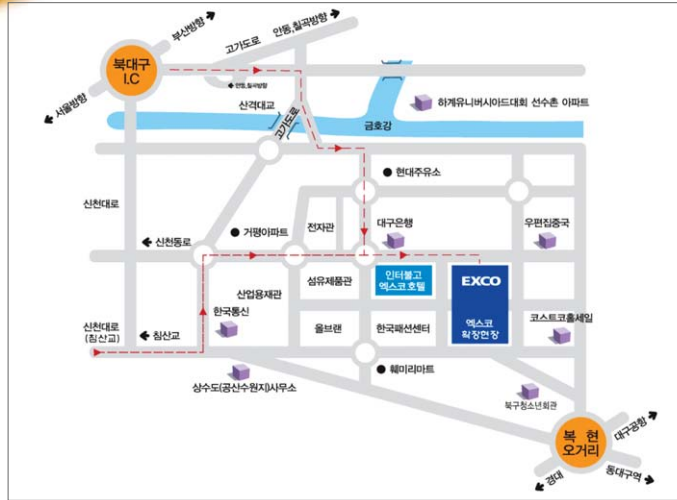 부산방향
고가도로
안동,칠곡방향
북대구
I.C
안동,칠곡방향
서울방향
산격대교
고가도로
하계유니버시아드대회 선수촌 아파트
금호강
현대주유소
신천대로
전자관
대구은행
우편집중국
거평아파트
신천동로
섬유제품관
인터불고
엑스코호텔
EXCO
산업용재관
한국통신
신천대로
(침산교)
침산교
올브랜
한국패션센터
엑스코
확장현장
코스트코홀세일
상수도(공산수원지)사무소
훼미리마트
북구청소년회관
복 현
오거리
대구공항
경대
동대구역